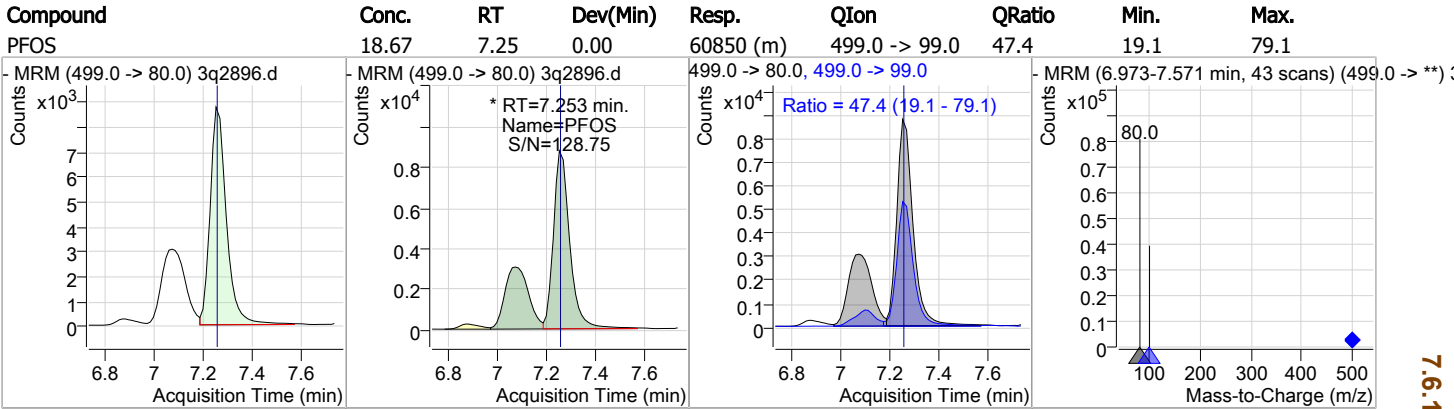 Compound Conc. RT Dev(Min) Resp. QIon QRatio Min. Max.
PFOS 18.67 7.25 0.00 60850 (m) 499.0 -> 99.0 47.4 19.1 79.1
- MRM (499.0 -> 80.0) 3q2896.d
Counts
x10³
7
6
5
4
3
2
1
0
6.8 7 7.2 7.4 7.6
Acquisition Time (min)
- MRM (499.0 -> 80.0) 3q2896.d
Counts
x10⁴
* RT=7.253 min.
Name=PFOS
S/N=128.75
0.8
0.6
0.4
0.2
0
6.8 7 7.2 7.4 7.6
Acquisition Time (min)
499.0 -> 80.0, 499.0 -> 99.0
Counts
x10⁴
Ratio = 47.4 (19.1 - 79.1)
0.8
0.7
0.6
0.5
0.4
0.3
0.2
0.1
0
6.8 7 7.2 7.4 7.6
Acquisition Time (min)
- MRM (6.973-7.571 min, 43 scans) (499.0 -> **) 3
Counts
x10⁵
80.0
0.8
0.7
0.6
0.5
0.4
0.3
0.2
0.1
0
100 200 300 400 500
Mass-to-Charge (m/z)
7.6.1